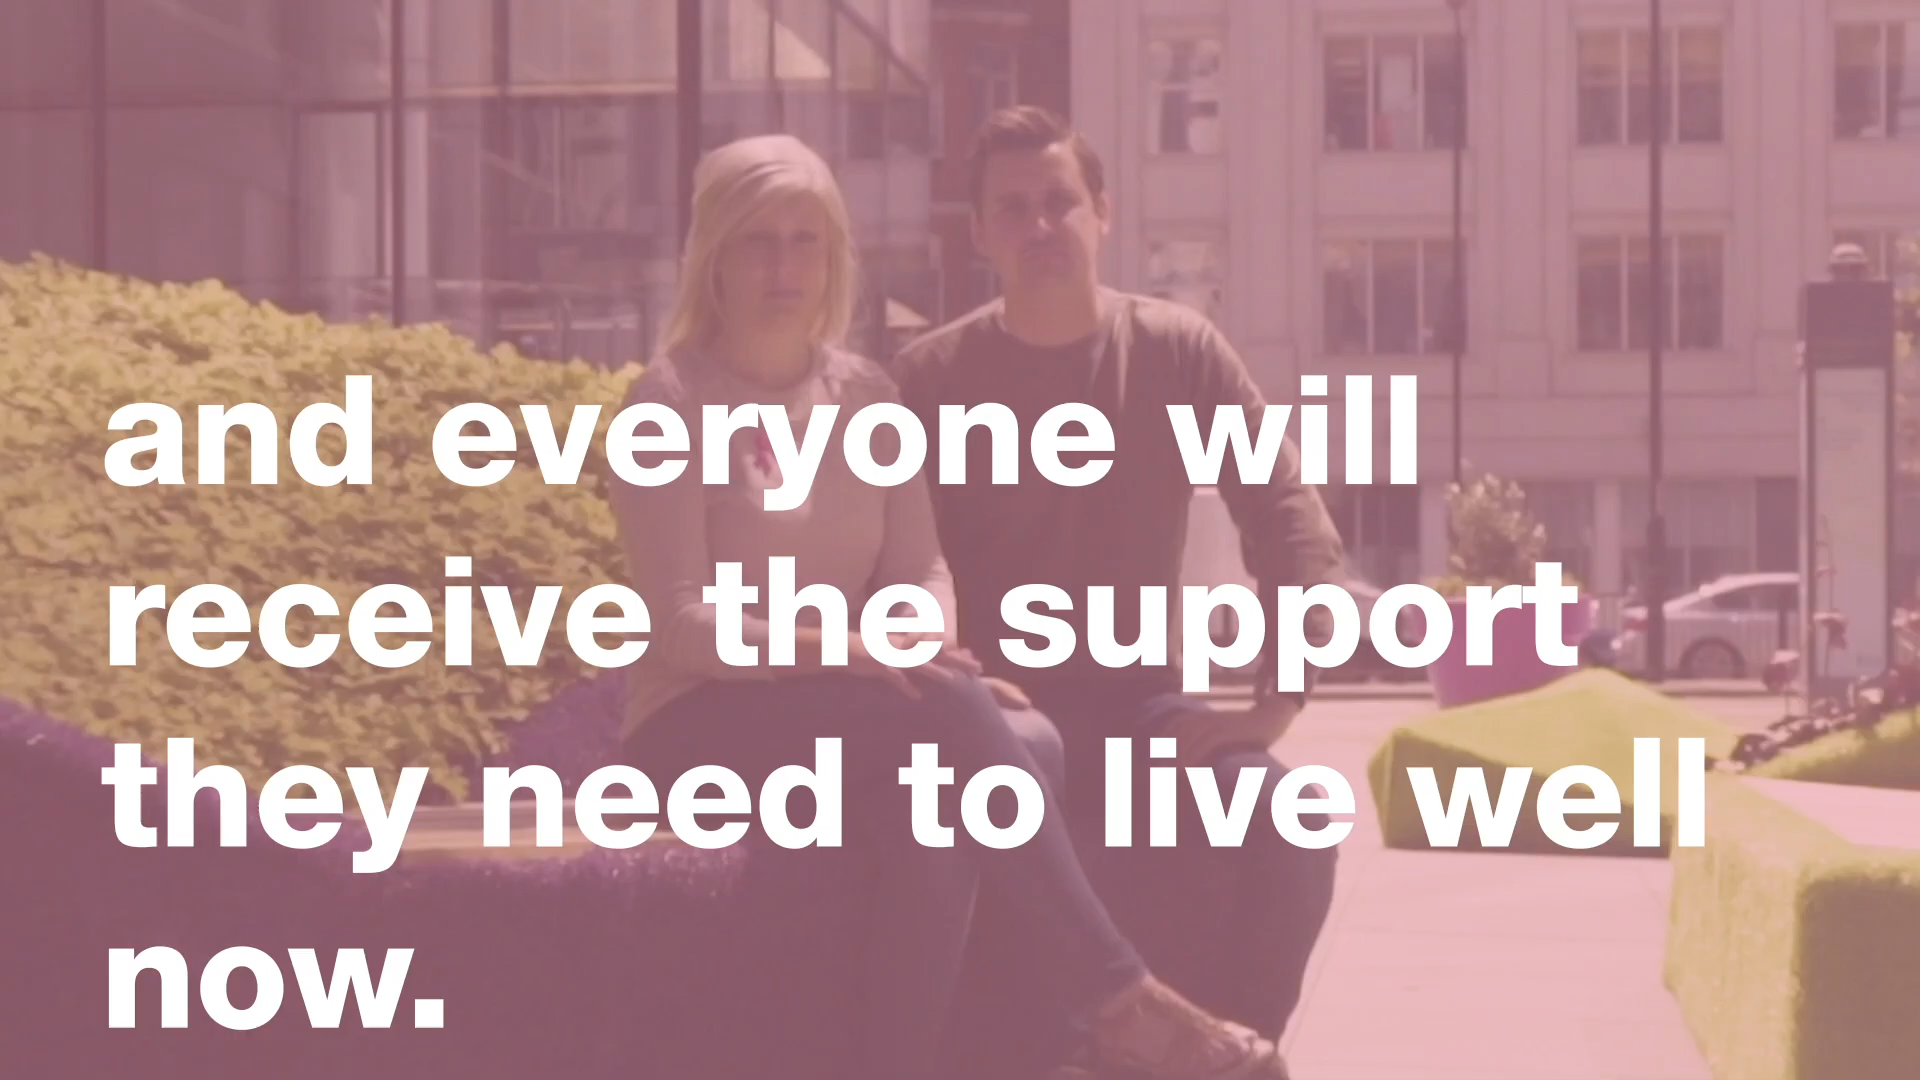 and everyone will
receive the support
they need to live well
now.